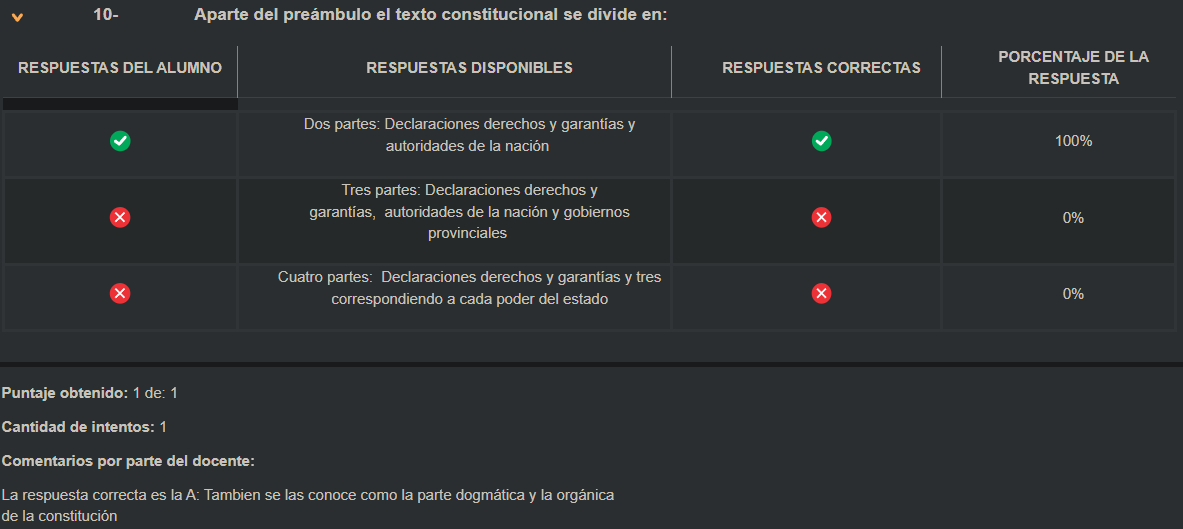 10- Aparte del preámbulo el texto constitucional se divide en:
RESPUESTAS DEL ALUMNO
RESPUESTAS DISPONIBLES
RESPUESTAS CORRECTAS
PORCENTAJE DE LA
RESPUESTA
Dos partes: Declaraciones derechos y garantías y
autoridades de la nación
100%
Tres partes: Declaraciones derechos y
garantías, autoridades de la nación y gobiernos
provinciales
0%
Cuatro partes: Declaraciones derechos y garantías y tres
correspondiendo a cada poder del estado
0%
Puntaje obtenido: 1 de: 1
Cantidad de intentos: 1
Comentarios por parte del docente:
La respuesta correcta es la A: Tambien se las conoce como la parte dogmática y la orgánica
de la constitución